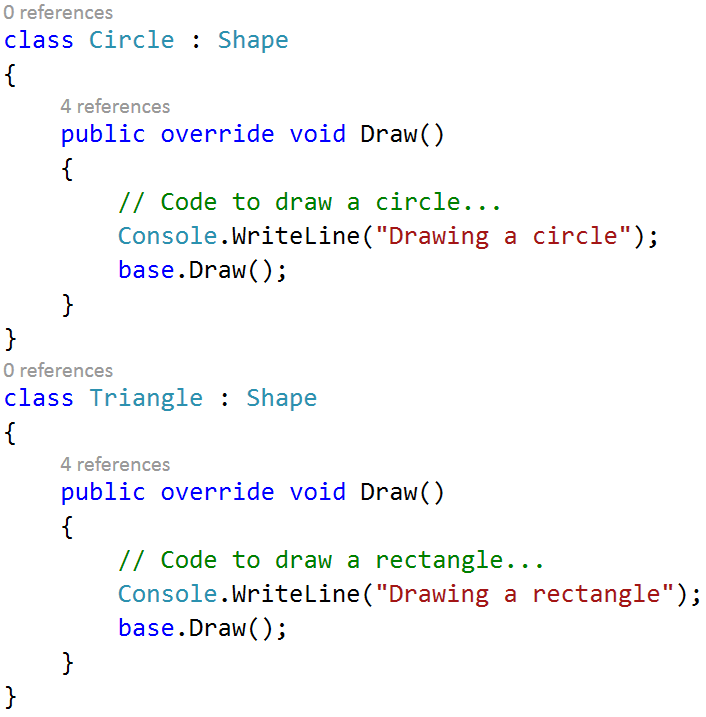 0 references
class Circle : Shape
{
4 references
public override void Draw()
{
// Code to draw a circle...
Console.WriteLine("Drawing a circle");
base.Draw();
}
}
0 references
class Triangle : Shape
{
4 references
public override void Draw()
{
// Code to draw a rectangle...
Console.WriteLine("Drawing a rectangle");
base.Draw();
}
}